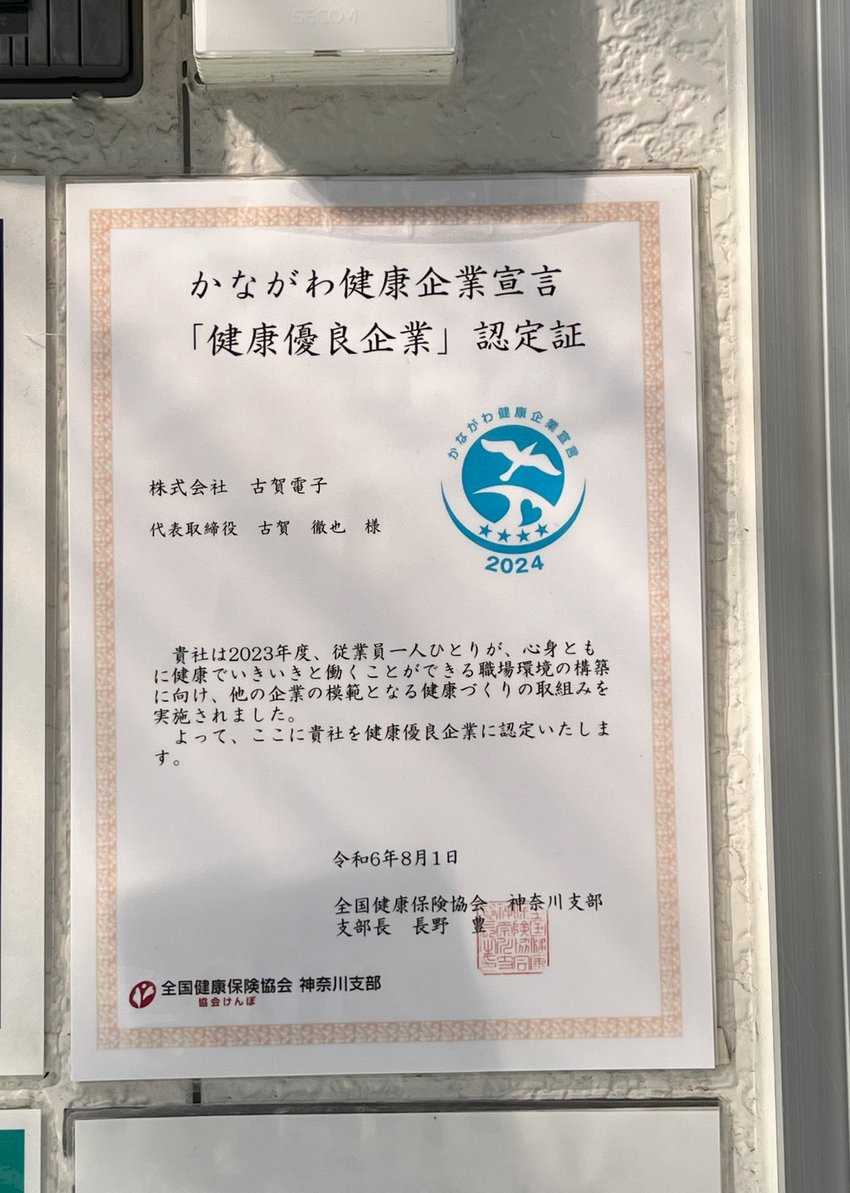 SECOM
かながわ健康企業宣言
「健康優良企業」認定証
かながわ健康企業宣言
2024
株式会社　古賀電子
代表取締役　古賀　徹也　様
貴社は2023年度、従業員一人ひとりが、心身とも
に健康でいきいきと働くことができる職場環境の構築
に向け、他の企業の模範となる健康づくりの取組みを
実施されました。
よって、ここに貴社を健康優良企業に認定いたしま
す。
令和6年8月1日
全国健康保険協会　神奈川支部
支部長　長野　豊
全国健康保険協会 神奈川支部
協会けんぽ